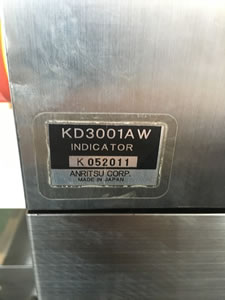 KD3001AW
INDICATOR
K 052011
ANRITSU CORP.
MADE IN JAPAN